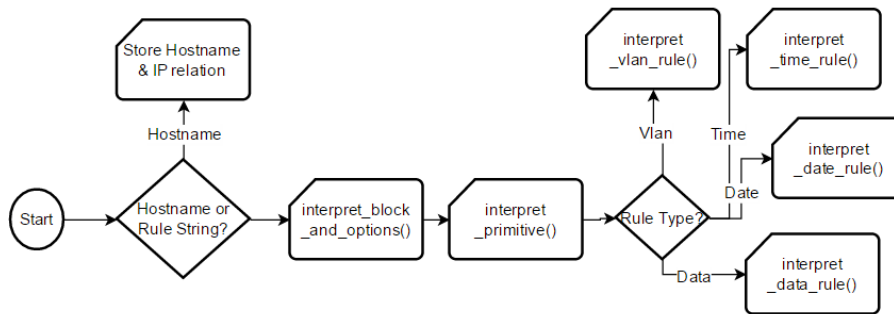 Store Hostname
& IP relation
interpret
_vlan_rule()
interpret
_time_rule()
Hostname
Vlan
Time
Start
Hostname or
Rule String?
interpret_block
_and_options()
interpret
_primitive()
Rule Type?
Date
interpret
_date_rule()
Data
interpret
_data_rule()